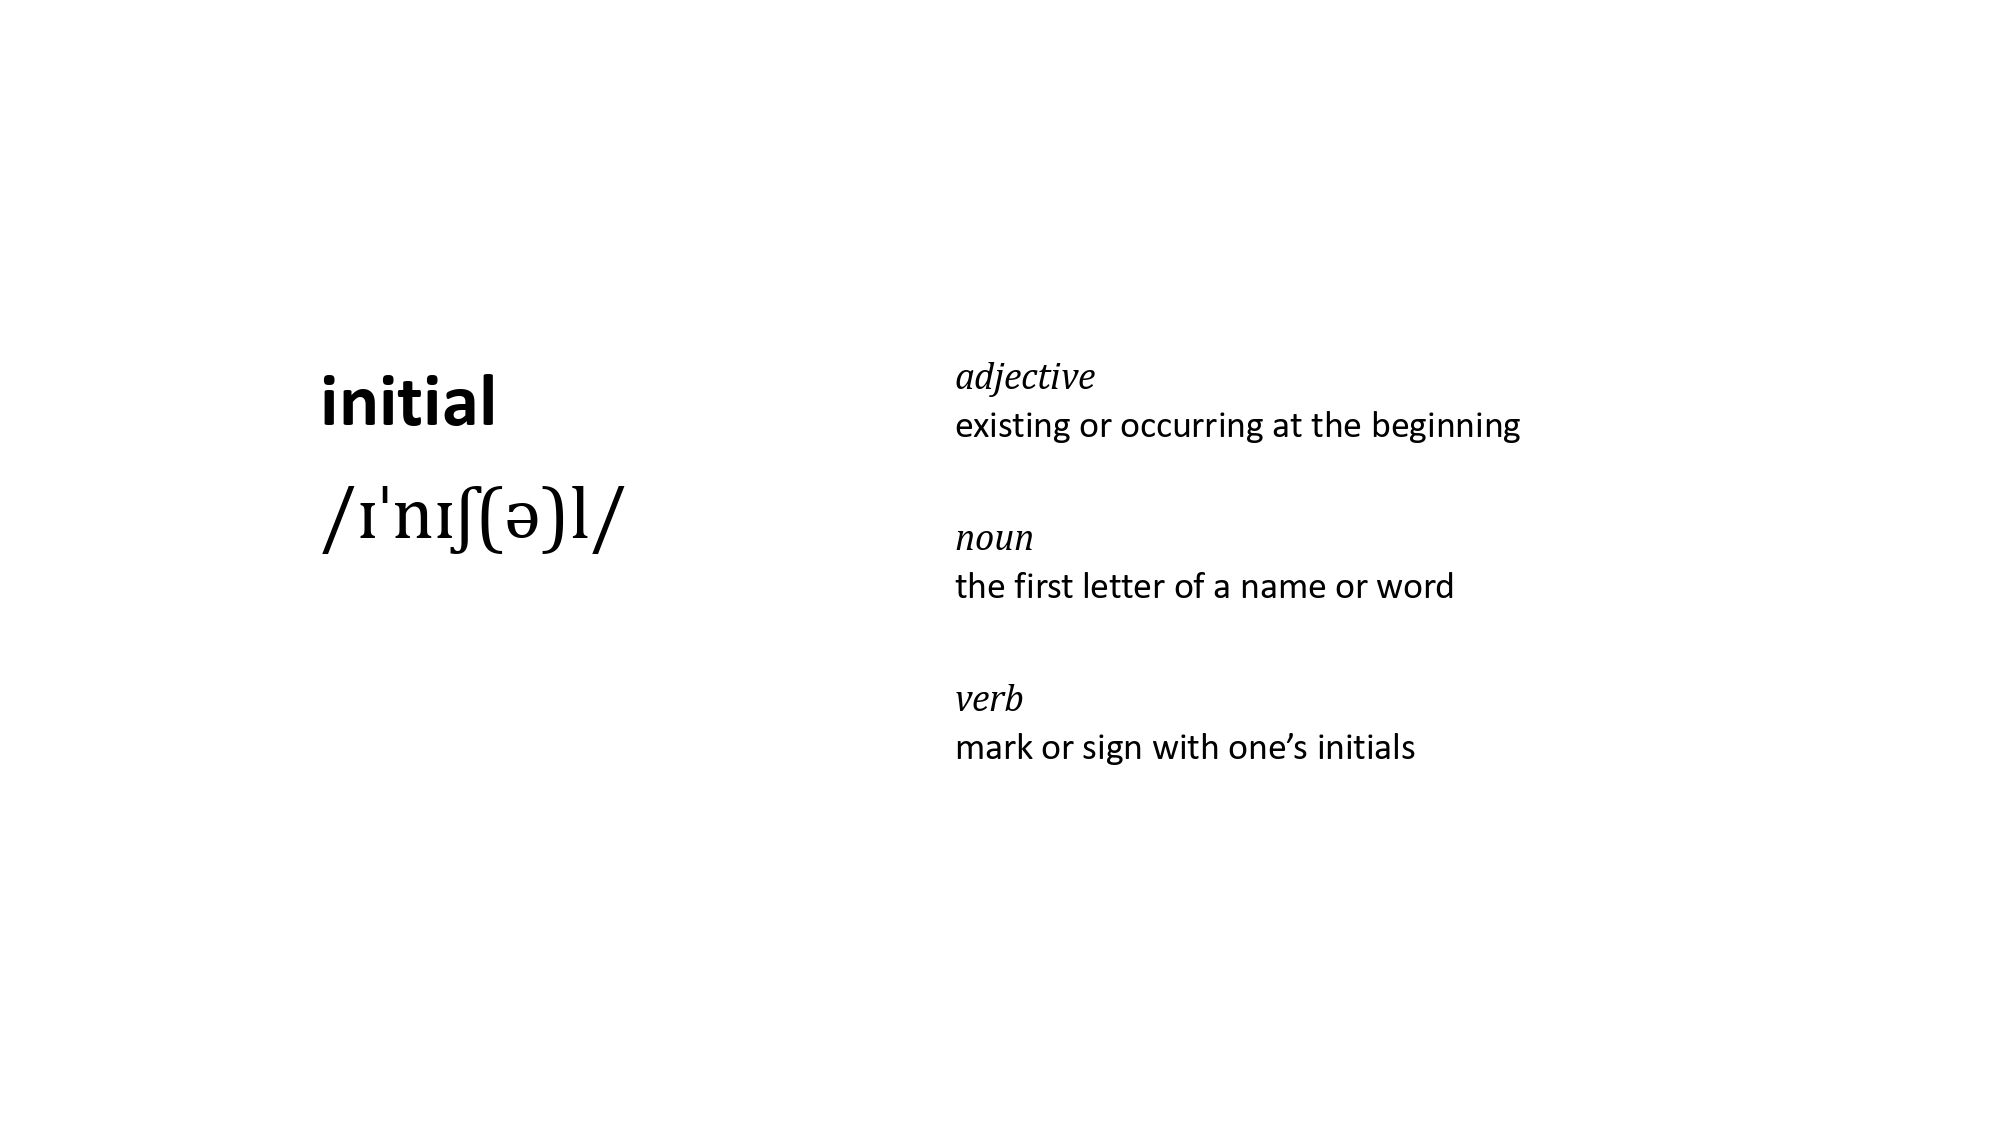 initial
/ɪˈnɪʃ(ə)l/
adjective
existing or occurring at the beginning
noun
the first letter of a name or word
verb
mark or sign with one’s initials